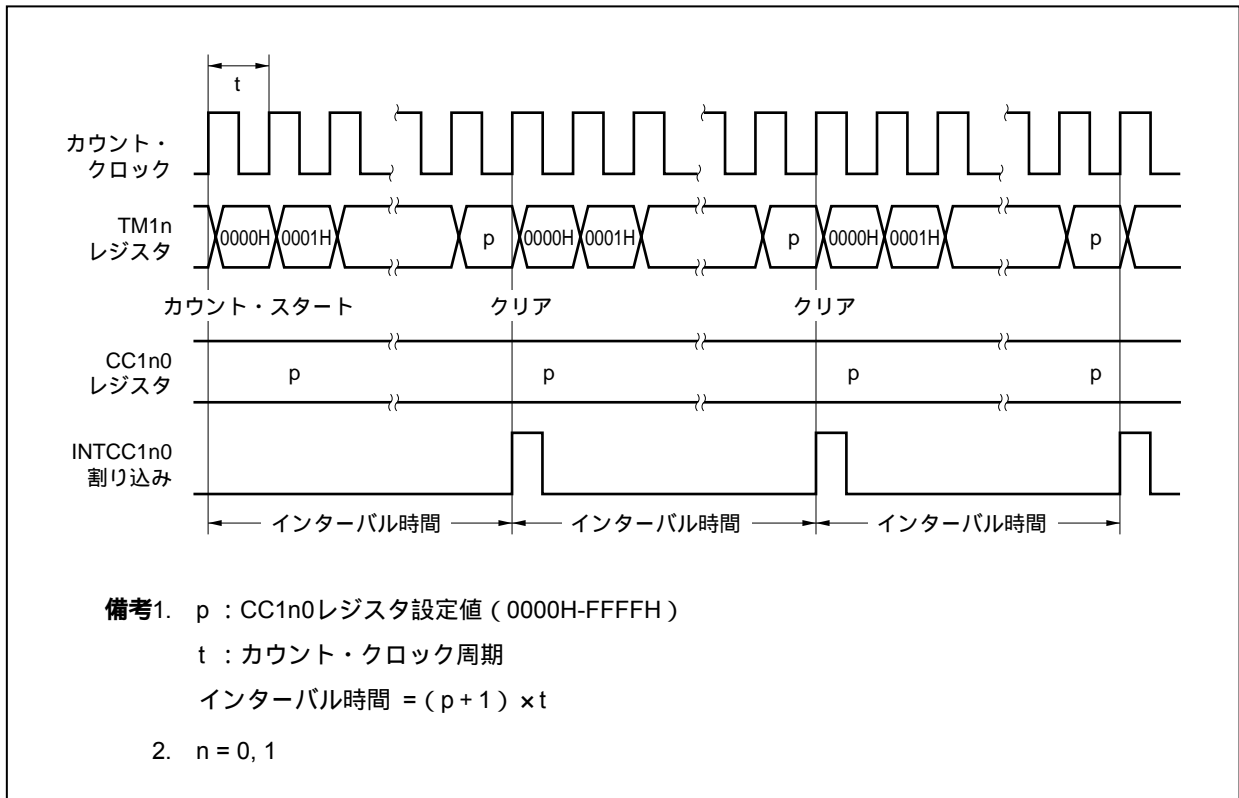 t
カウント・
クロック
TM1n
レジスタ
0000H 0001H p 0000H 0001H p 0000H 0001H p
カウント・スタート クリア クリア
CC1n0
レジスタ
p p p p
INTCC1n0
割り込み
インターバル時間 インターバル時間 インターバル時間
備考1. p ：CC1n0レジスタ設定値（0000H-FFFFH）
t ：カウント・クロック周期
インターバル時間 =（p + 1）× t
2. n = 0, 1